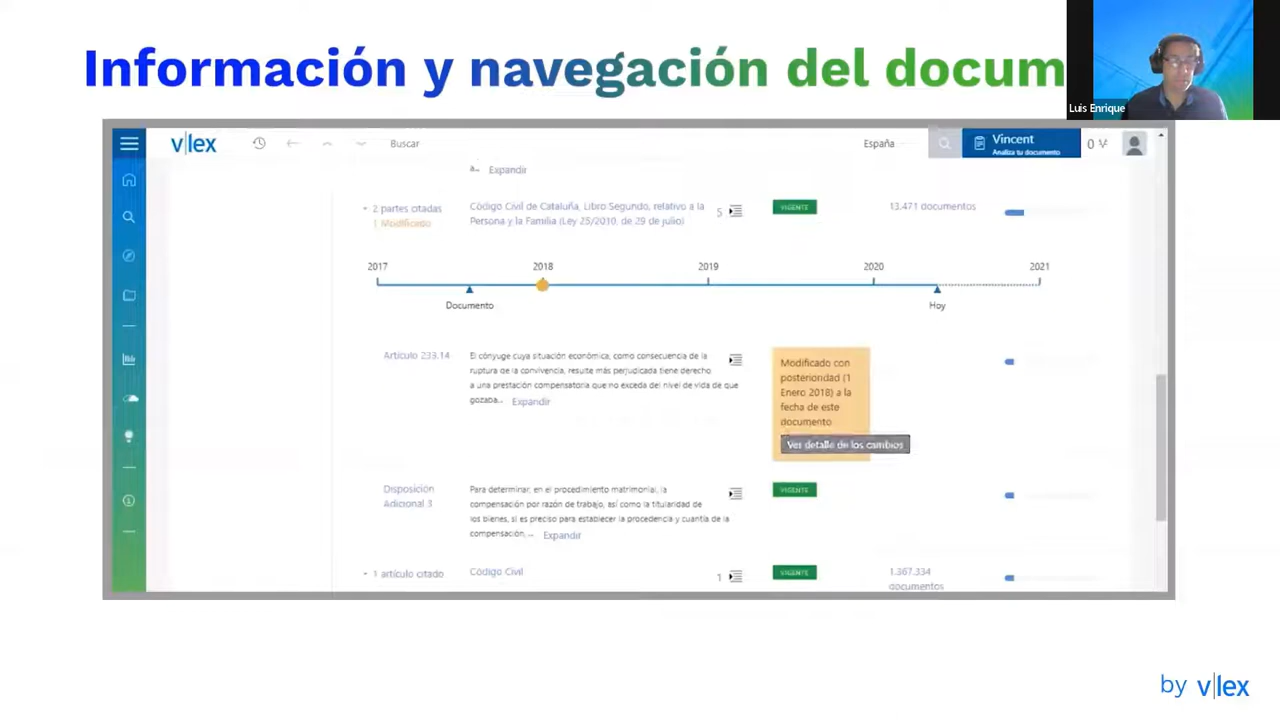 Información y navegación del docum
Luis Enrique
v|lex
Buscar
España
Vincent
Analiza tu documento
0
a... Expandir
2 partes citadas
1 Modificado
Código Civil de Cataluña, Libro Segundo, relativo a la
Persona y la Familia (Ley 25/2010, de 29 de julio)
5
VIGENTE
13.471 documentos
2017 2018 2019 2020 2021
Documento
Hoy
Artículo 233.14
El cónyuge cuya situación económica, como consecuencia de la
ruptura de la convivencia, resulte más perjudicada tiene derecho
a una prestación compensatoria que no exceda del nivel de vida de que
gozaba... Expandir
Modificado con
posterioridad (1
Enero 2018) a la
fecha de este
documento
Ver detalle de los cambios
Disposición
Adicional 3
Para determinar, en el procedimiento matrimonial, la
compensación por razón de trabajo, así como la titularidad de
los bienes, si es preciso para establecer la procedencia y cuantía de la
compensación,... Expandir
VIGENTE
1 artículo citado
Código Civil
1
VIGENTE
1.367.334
documentos
by v|lex